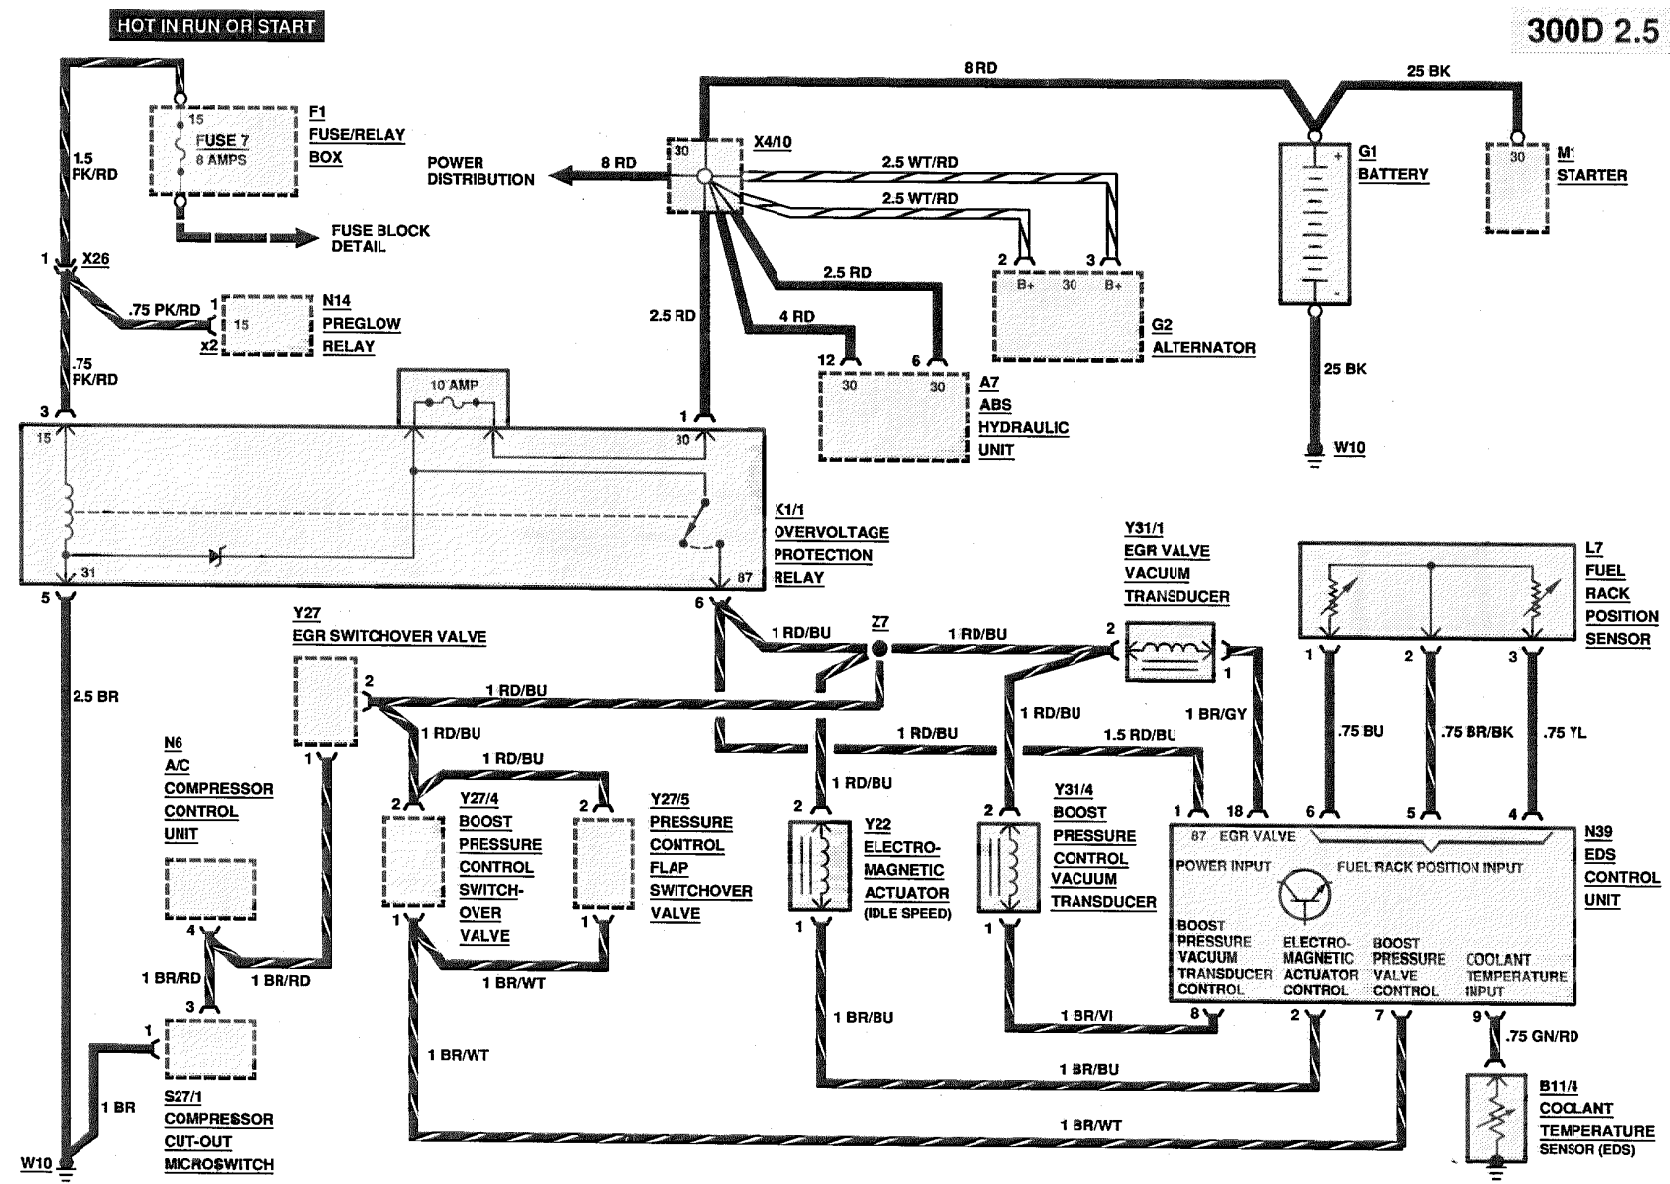 HOT IN RUN OR START
300D 2.5
8RD
25 BK
F1
FUSE/RELAY
BOX
15
FUSE 7
8 AMPS
1.5
PK/RD
POWER
DISTRIBUTION
8 RD
30
X4/10
2.5 WT/RD
2.5 WT/RD
+
G1
BATTERY
-
30
STARTER
FUSE BLOCK
DETAIL
1
X26
2
3
B+
30
B+
G2
ALTERNATOR
.75 PK/RD
1
15
x2
N14
PREGLOW
RELAY
2.5 RD
2.5 RD
4 RD
12
6
30
30
A7
ABS
HYDRAULIC
UNIT
25 BK
W10
.75
PK/RD
10 AMP
3
1
15
30
K1/1
OVERVOLTAGE
PROTECTION
RELAY
31
87
5
6
Y31/1
EGR VALVE
VACUUM
TRANSDUCER
L7
FUEL
RACK
POSITION
SENSOR
Y27
EGR SWITCHOVER VALVE
1 RD/BU
Z7
1 RD/BU
2
1
1
2
3
2
1 RD/BU
2.5 BR
1 RD/BU
1 RD/BU
1 BR/GY
1 RD/BU
1.5 RD/BU
.75 BU
.75 BR/BK
.75 YL
N6
A/C
COMPRESSOR
CONTROL
UNIT
1
1 RD/BU
1 RD/BU
2
Y27/4
BOOST
PRESSURE
CONTROL
SWITCH-
OVER
VALVE
2
Y27/5
PRESSURE
CONTROL
FLAP
SWITCHOVER
VALVE
2
Y22
ELECTRO-
MAGNETIC
ACTUATOR
(IDLE SPEED)
2
Y31/4
BOOST
PRESSURE
CONTROL
VACUUM
TRANSDUCER
1
18
6
5
4
87 EGR VALVE
POWER INPUT
FUEL RACK POSITION INPUT
N39
EDS
CONTROL
UNIT
1
1
1
1
BOOST
PRESSURE
VACUUM
TRANSDUCER
CONTROL
ELECTRO-
MAGNETIC
ACTUATOR
CONTROL
BOOST
PRESSURE
VALVE
CONTROL
COOLANT
TEMPERATURE
INPUT
4
1 BR/RD
1 BR/RD
1 BR/WT
3
8
2
7
9
1 BR/BU
1 BR/VI
.75 GN/RD
1
S27/1
COMPRESSOR
CUT-OUT
MICROSWITCH
1 BR
1 BR/WT
1 BR/BU
1 BR/WT
B11/4
COOLANT
TEMPERATURE
SENSOR (EDS)
W10